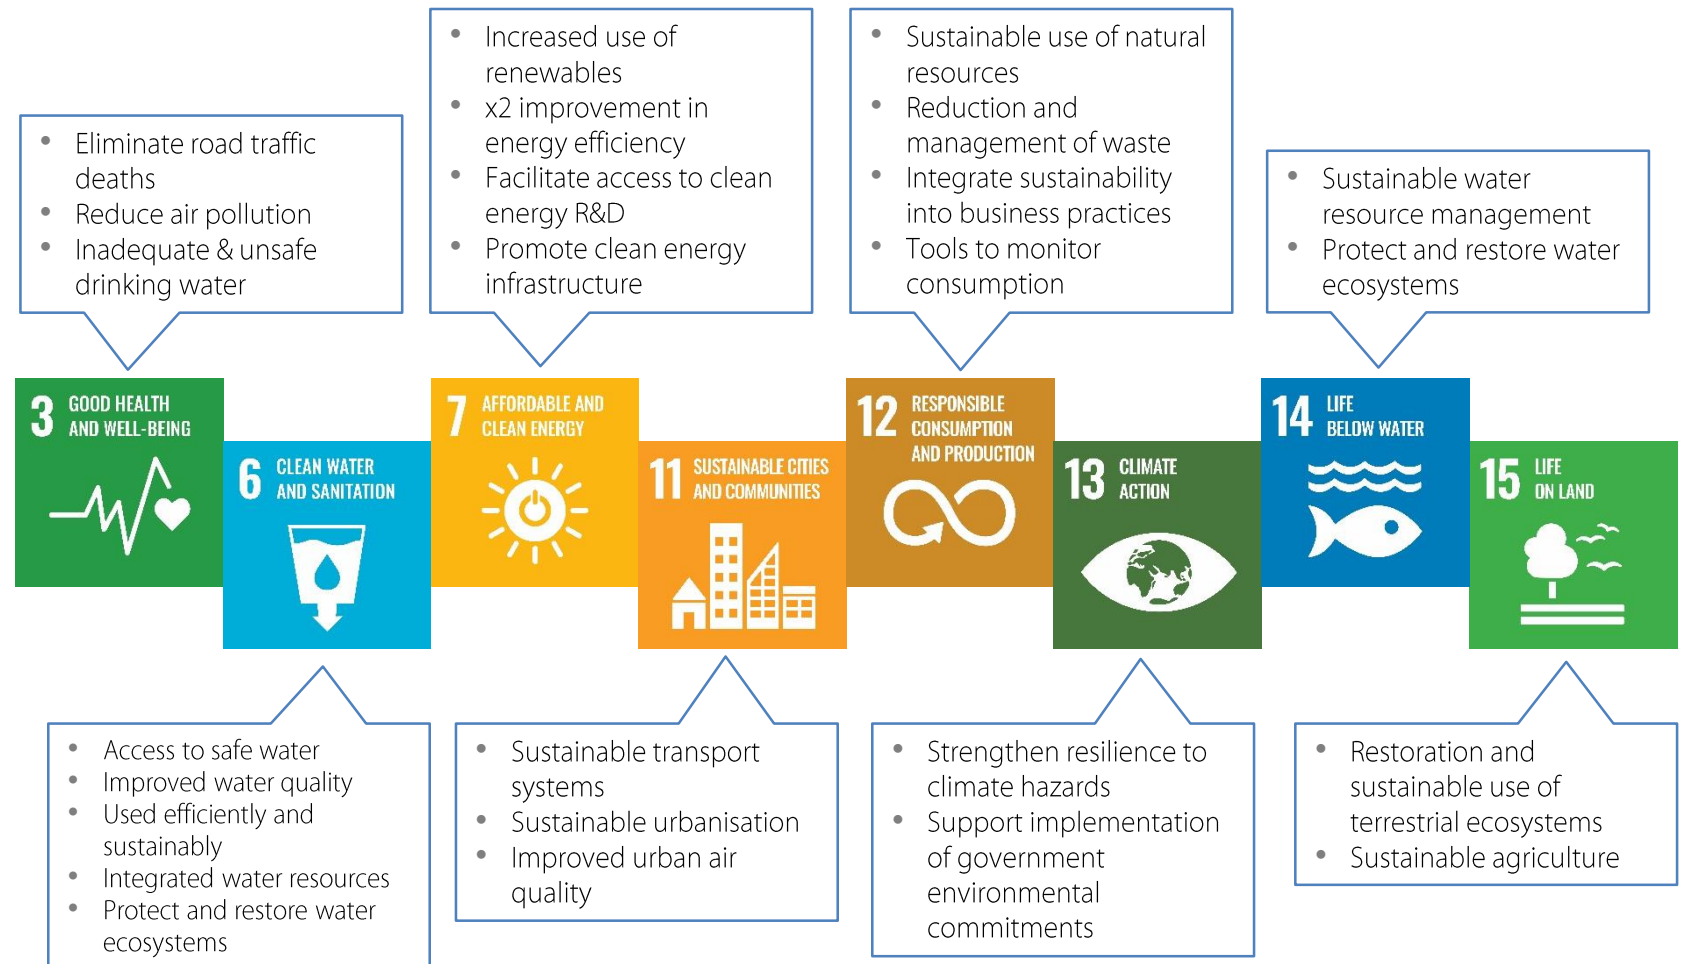 • Eliminate road traffic
deaths
• Reduce air pollution
• Inadequate & unsafe
drinking water
• Increased use of
renewables
• x2 improvement in
energy efficiency
• Facilitate access to clean
energy R&D
• Promote clean energy
infrastructure
• Sustainable use of natural
resources
• Reduction and
management of waste
• Integrate sustainability
into business practices
• Tools to monitor
consumption
• Sustainable water
resource management
• Protect and restore water
ecosystems
3 GOOD HEALTH
AND WELL-BEING
6 CLEAN WATER
AND SANITATION
7 AFFORDABLE AND
CLEAN ENERGY
11 SUSTAINABLE CITIES
AND COMMUNITIES
12 RESPONSIBLE
CONSUMPTION
AND PRODUCTION
13 CLIMATE
ACTION
14 LIFE
BELOW WATER
15 LIFE
ON LAND
• Access to safe water
• Improved water quality
• Used efficiently and
sustainably
• Integrated water resources
• Protect and restore water
ecosystems
• Sustainable transport
systems
• Sustainable urbanisation
• Improved urban air
quality
• Strengthen resilience to
climate hazards
• Support implementation
of government
environmental
commitments
• Restoration and
sustainable use of
terrestrial ecosystems
• Sustainable agriculture